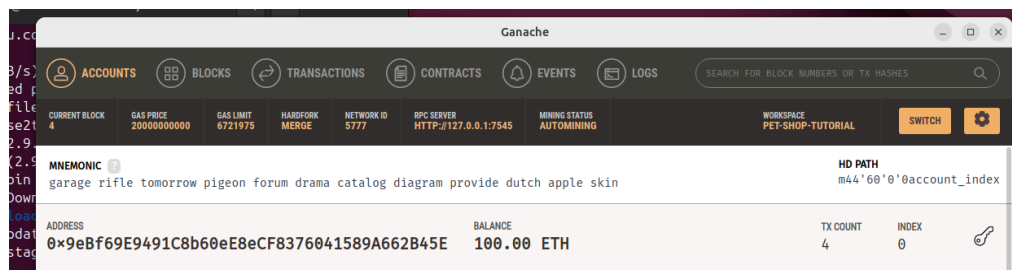 Ganache
ACCOUNTS BLOCKS TRANSACTIONS CONTRACTS EVENTS LOGS SEARCH FOR BLOCK NUMBERS OR TX HASHES
CURRENT BLOCK GAS PRICE GAS LIMIT HARDFORK NETWORK ID RPC SERVER MINING STATUS WORKSPACE
4 20000000000 6721975 MERGE 5777 HTTP://127.0.0.1:7545 AUTOMINING PET-SHOP-TUTORIAL SWITCH
MNEMONIC ? HD PATH
garage rifle tomorrow pigeon forum drama catalog diagram provide dutch apple skin m44'60'0'0account_index
ADDRESS BALANCE TX COUNT INDEX
0×9eBf69E9491C8b60eE8eCF8376041589A662B45E 100.00 ETH 4 0